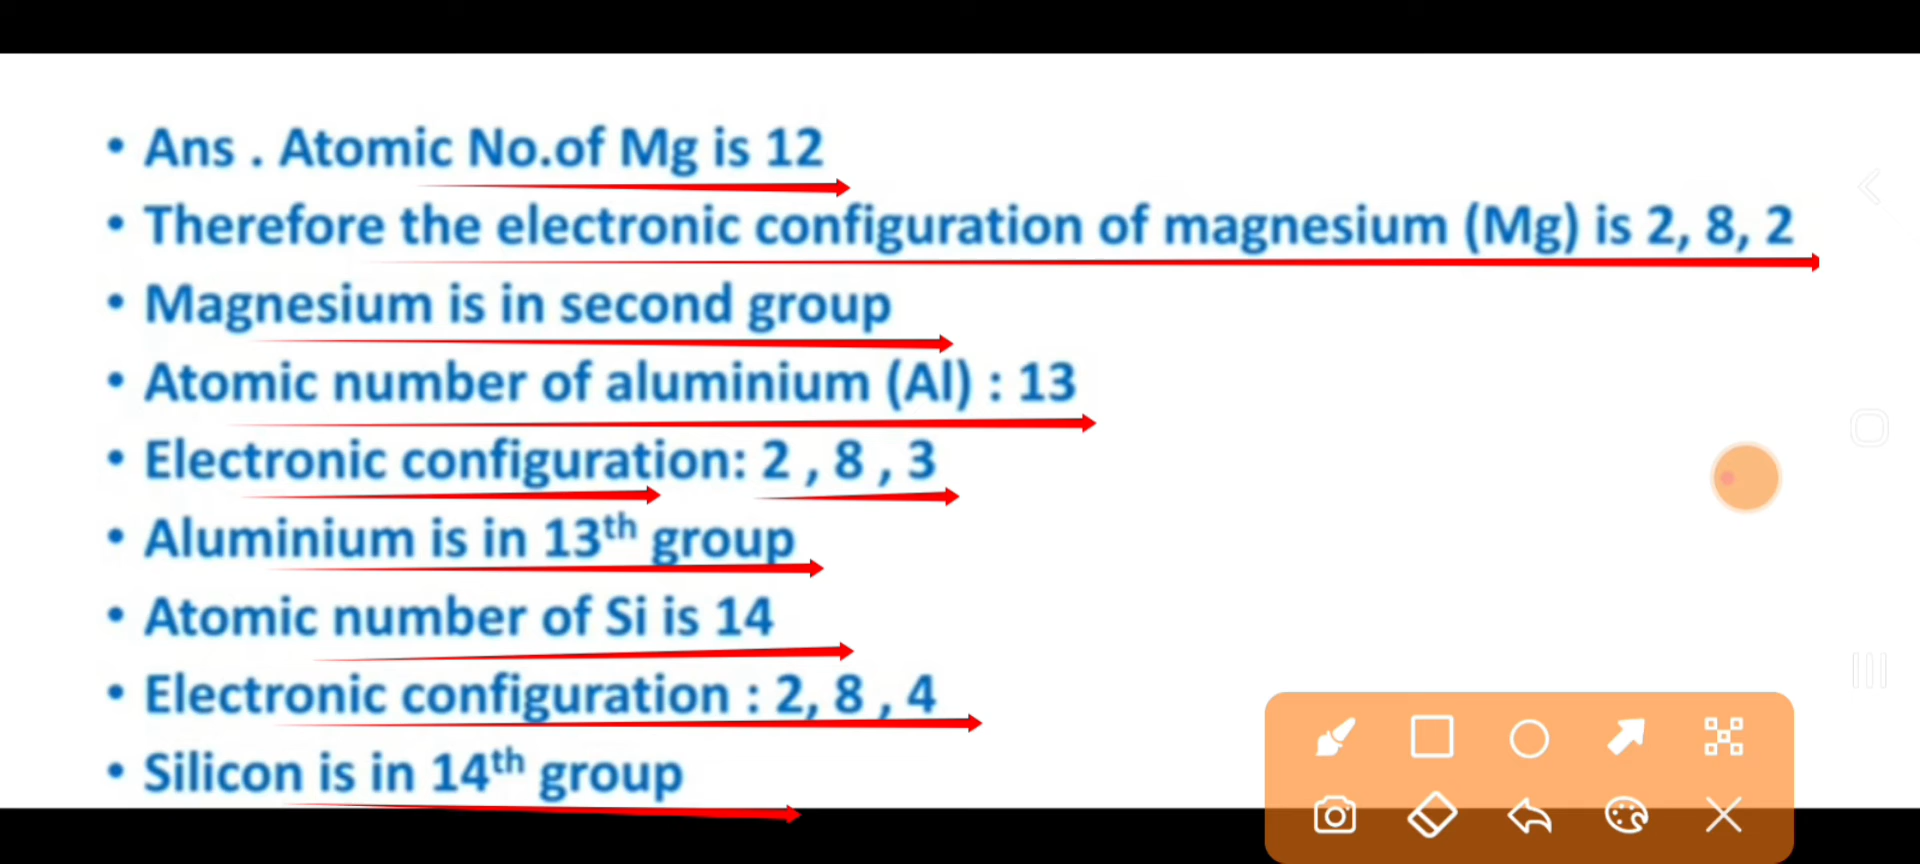 • Ans . Atomic No.of Mg is 12
• Therefore the electronic configuration of magnesium (Mg) is 2, 8, 2
• Magnesium is in second group
• Atomic number of aluminium (Al) : 13
• Electronic configuration: 2 , 8 , 3
• Aluminium is in 13th group
• Atomic number of Si is 14
• Electronic configuration : 2, 8 , 4
• Silicon is in 14th group